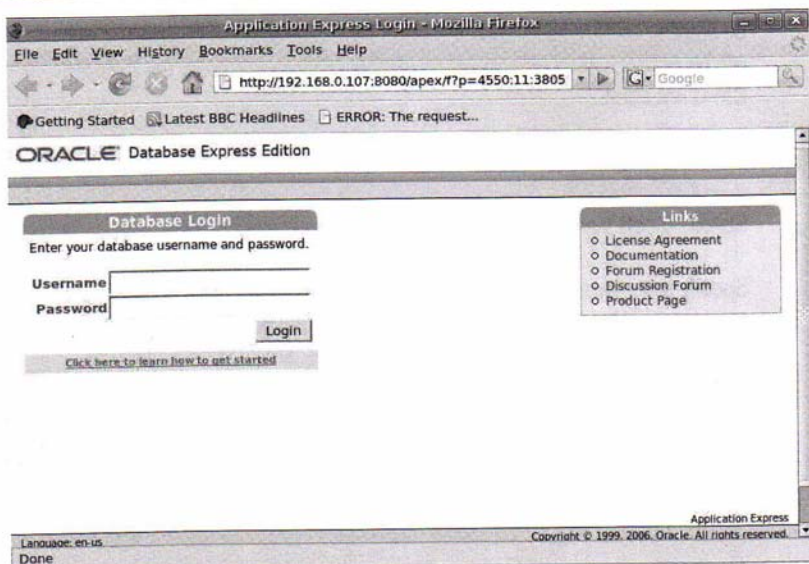 Application Express Login - Mozilla Firefox
File Edit View History Bookmarks Tools Help
http://192.168.0.107:8080/apex/f?p=4550:11:3805
G Google
Getting Started Latest BBC Headlines ERROR: The request...
ORACLE Database Express Edition
Database Login
Enter your database username and password.
Username
Password
Login
Click here to learn how to get started
Links
License Agreement
Documentation
Forum Registration
Discussion Forum
Product Page
Application Express
Language: en-us
Copyright © 1999, 2006, Oracle. All rights reserved.
Done